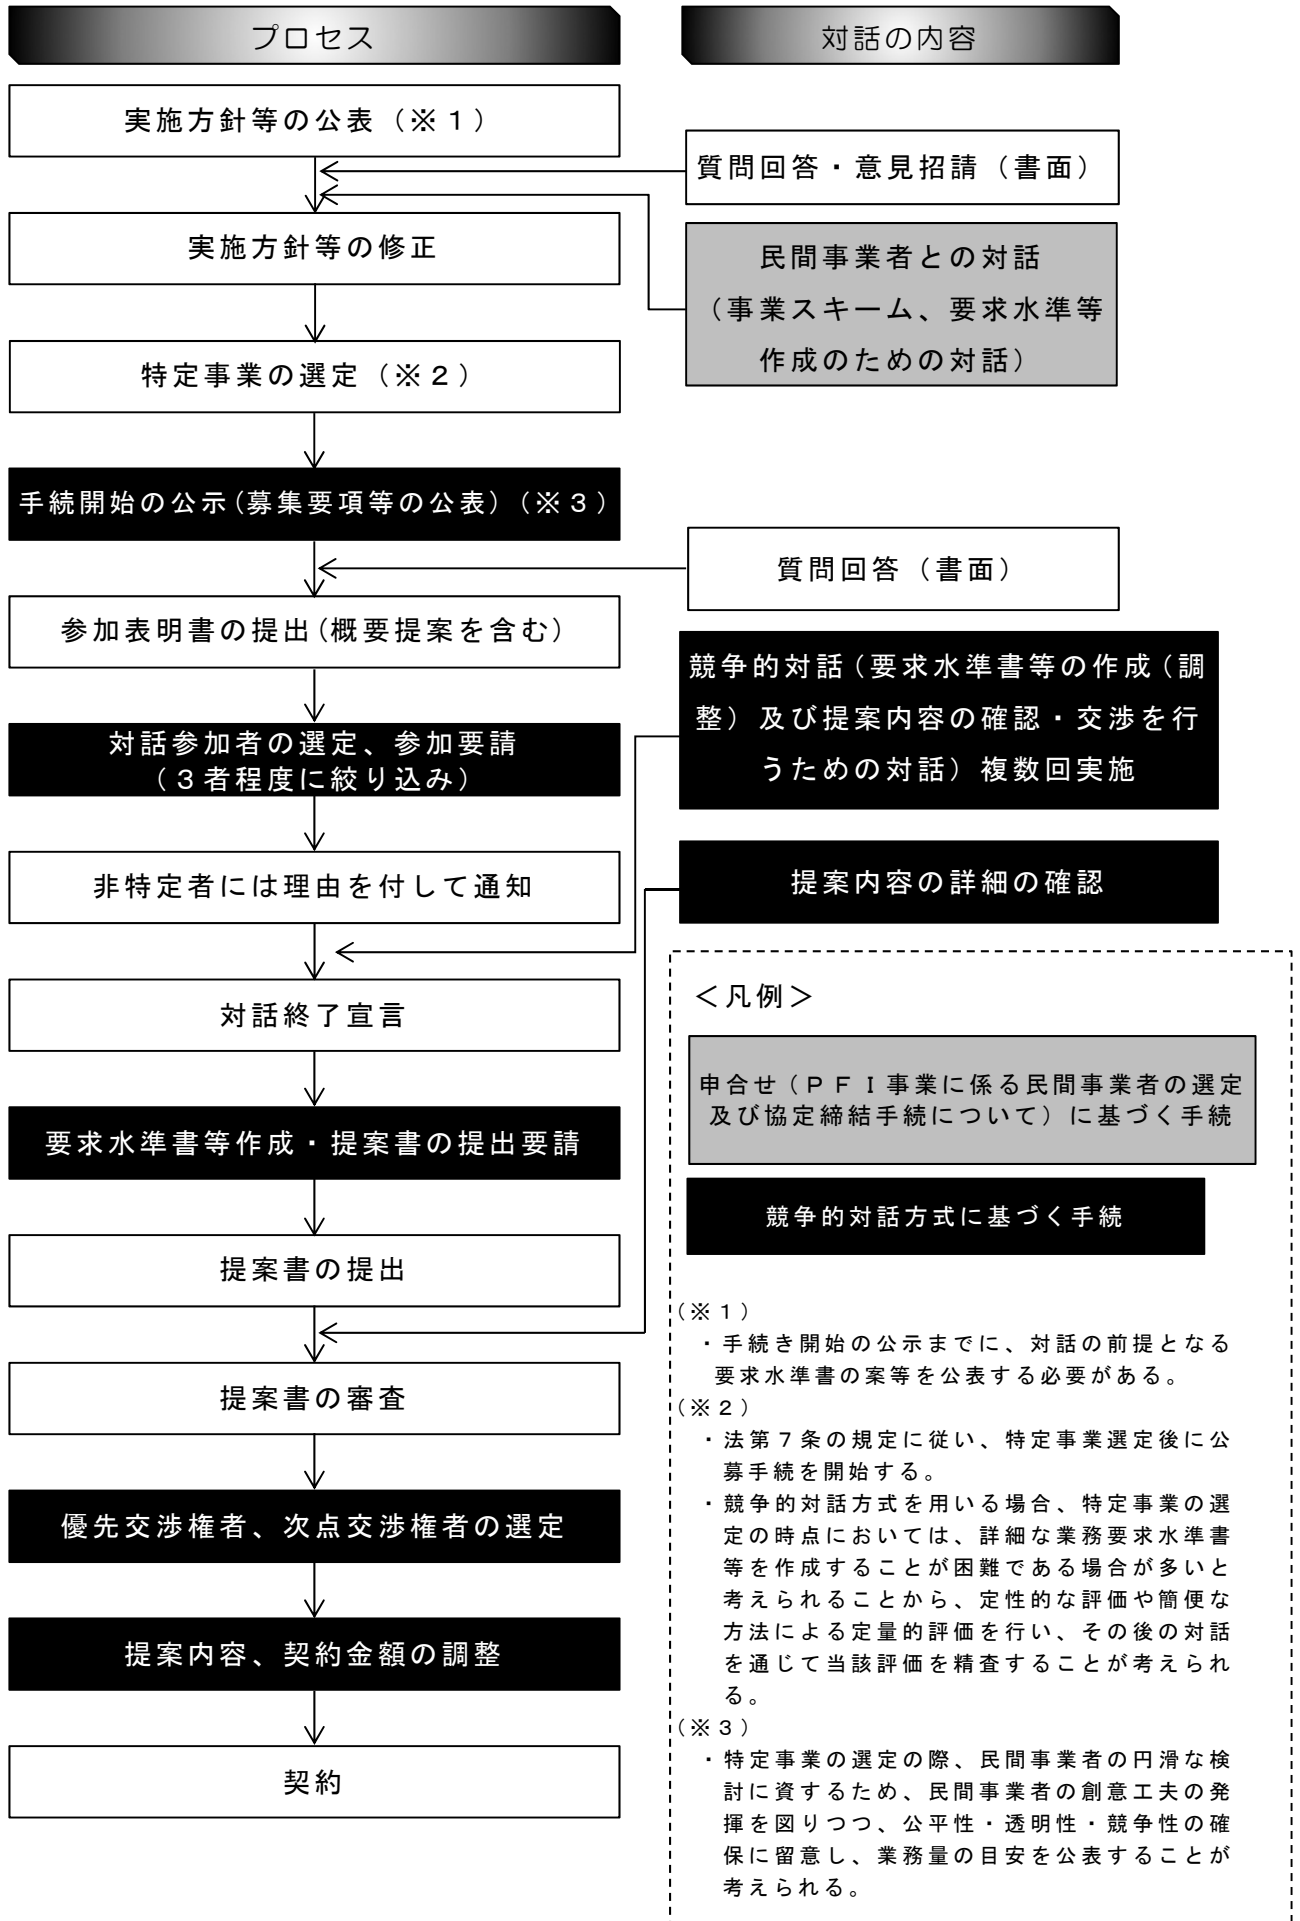 プロセス
実施方針等の公表（※１）
実施方針等の修正
特定事業の選定（※２）
手続開始の公示(募集要項等の公表)（※３）
参加表明書の提出(概要提案を含む)
対話参加者の選定、参加要請
（３者程度に絞り込み）
非特定者には理由を付して通知
対話終了宣言
要求水準書等作成・提案書の提出要請
提案書の提出
提案書の審査
優先交渉権者、次点交渉権者の選定
提案内容、契約金額の調整
契約
対話の内容
質問回答・意見招請（書面）
民間事業者との対話
（事業スキーム、要求水準等
作成のための対話）
質問回答（書面）
競争的対話（要求水準書等の作成（調
整）及び提案内容の確認・交渉を行
うための対話）複数回実施
提案内容の詳細の確認
＜凡例＞
申合せ（ＰＦＩ事業に係る民間事業者の選定
及び協定締結手続について）に基づく手続
競争的対話方式に基づく手続
（※１）
・手続き開始の公示までに、対話の前提となる
要求水準書の案等を公表する必要がある。
（※２）
・法第７条の規定に従い、特定事業選定後に公
募手続を開始する。
・競争的対話方式を用いる場合、特定事業の選
定の時点においては、詳細な業務要求水準書
等を作成することが困難である場合が多いと
考えられることから、定性的な評価や簡便な
方法による定量的評価を行い、その後の対話
を通じて当該評価を精査することが考えられ
る。
（※３）
・特定事業の選定の際、民間事業者の円滑な検
討に資するため、民間事業者の創意工夫の発
揮を図りつつ、公平性・透明性・競争性の確
保に留意し、業務量の目安を公表することが
考えられる。